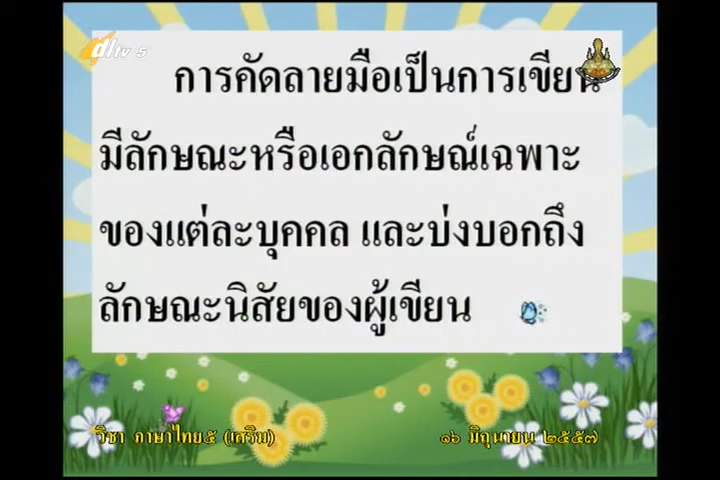 dltv 5
การคัดลายมือเป็นการเขียน
มีลักษณะหรือเอกลักษณ์เฉพาะ
ของแต่ละบุคคล และบ่งบอกถึง
ลักษณะนิสัยของผู้เขียน
วิชา ภาษาไทย๕ (เสริม)
๑๖ มิถุนายน ๒๕๕๗